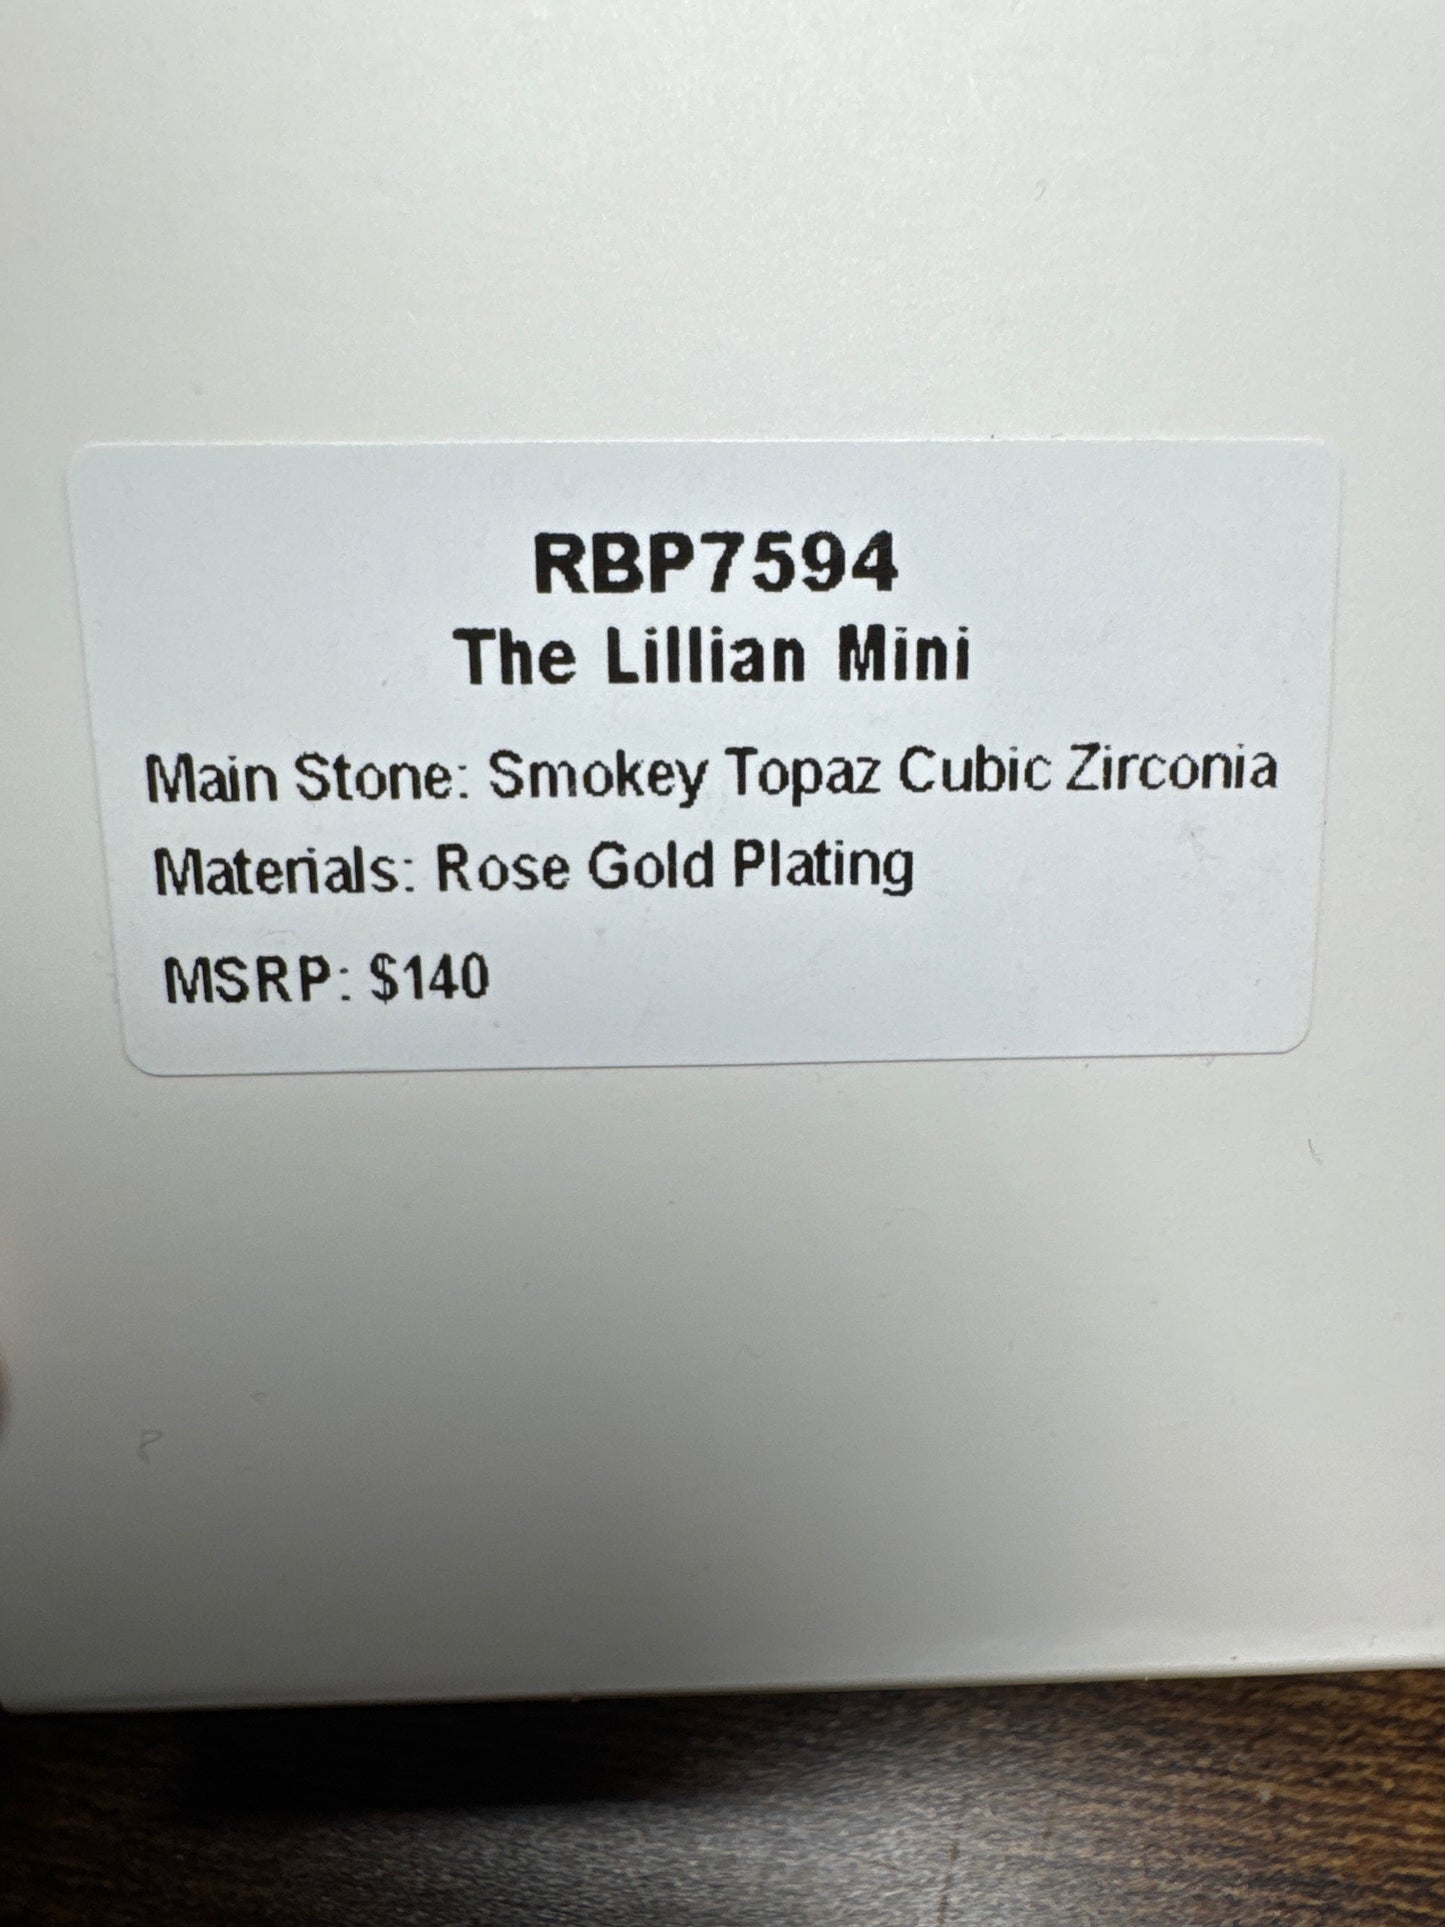 RBP7594
The Lillian Mini
Main Stone: Smokey Topaz Cubic Zirconia
Materials: Rose Gold Plating
MSRP: $140